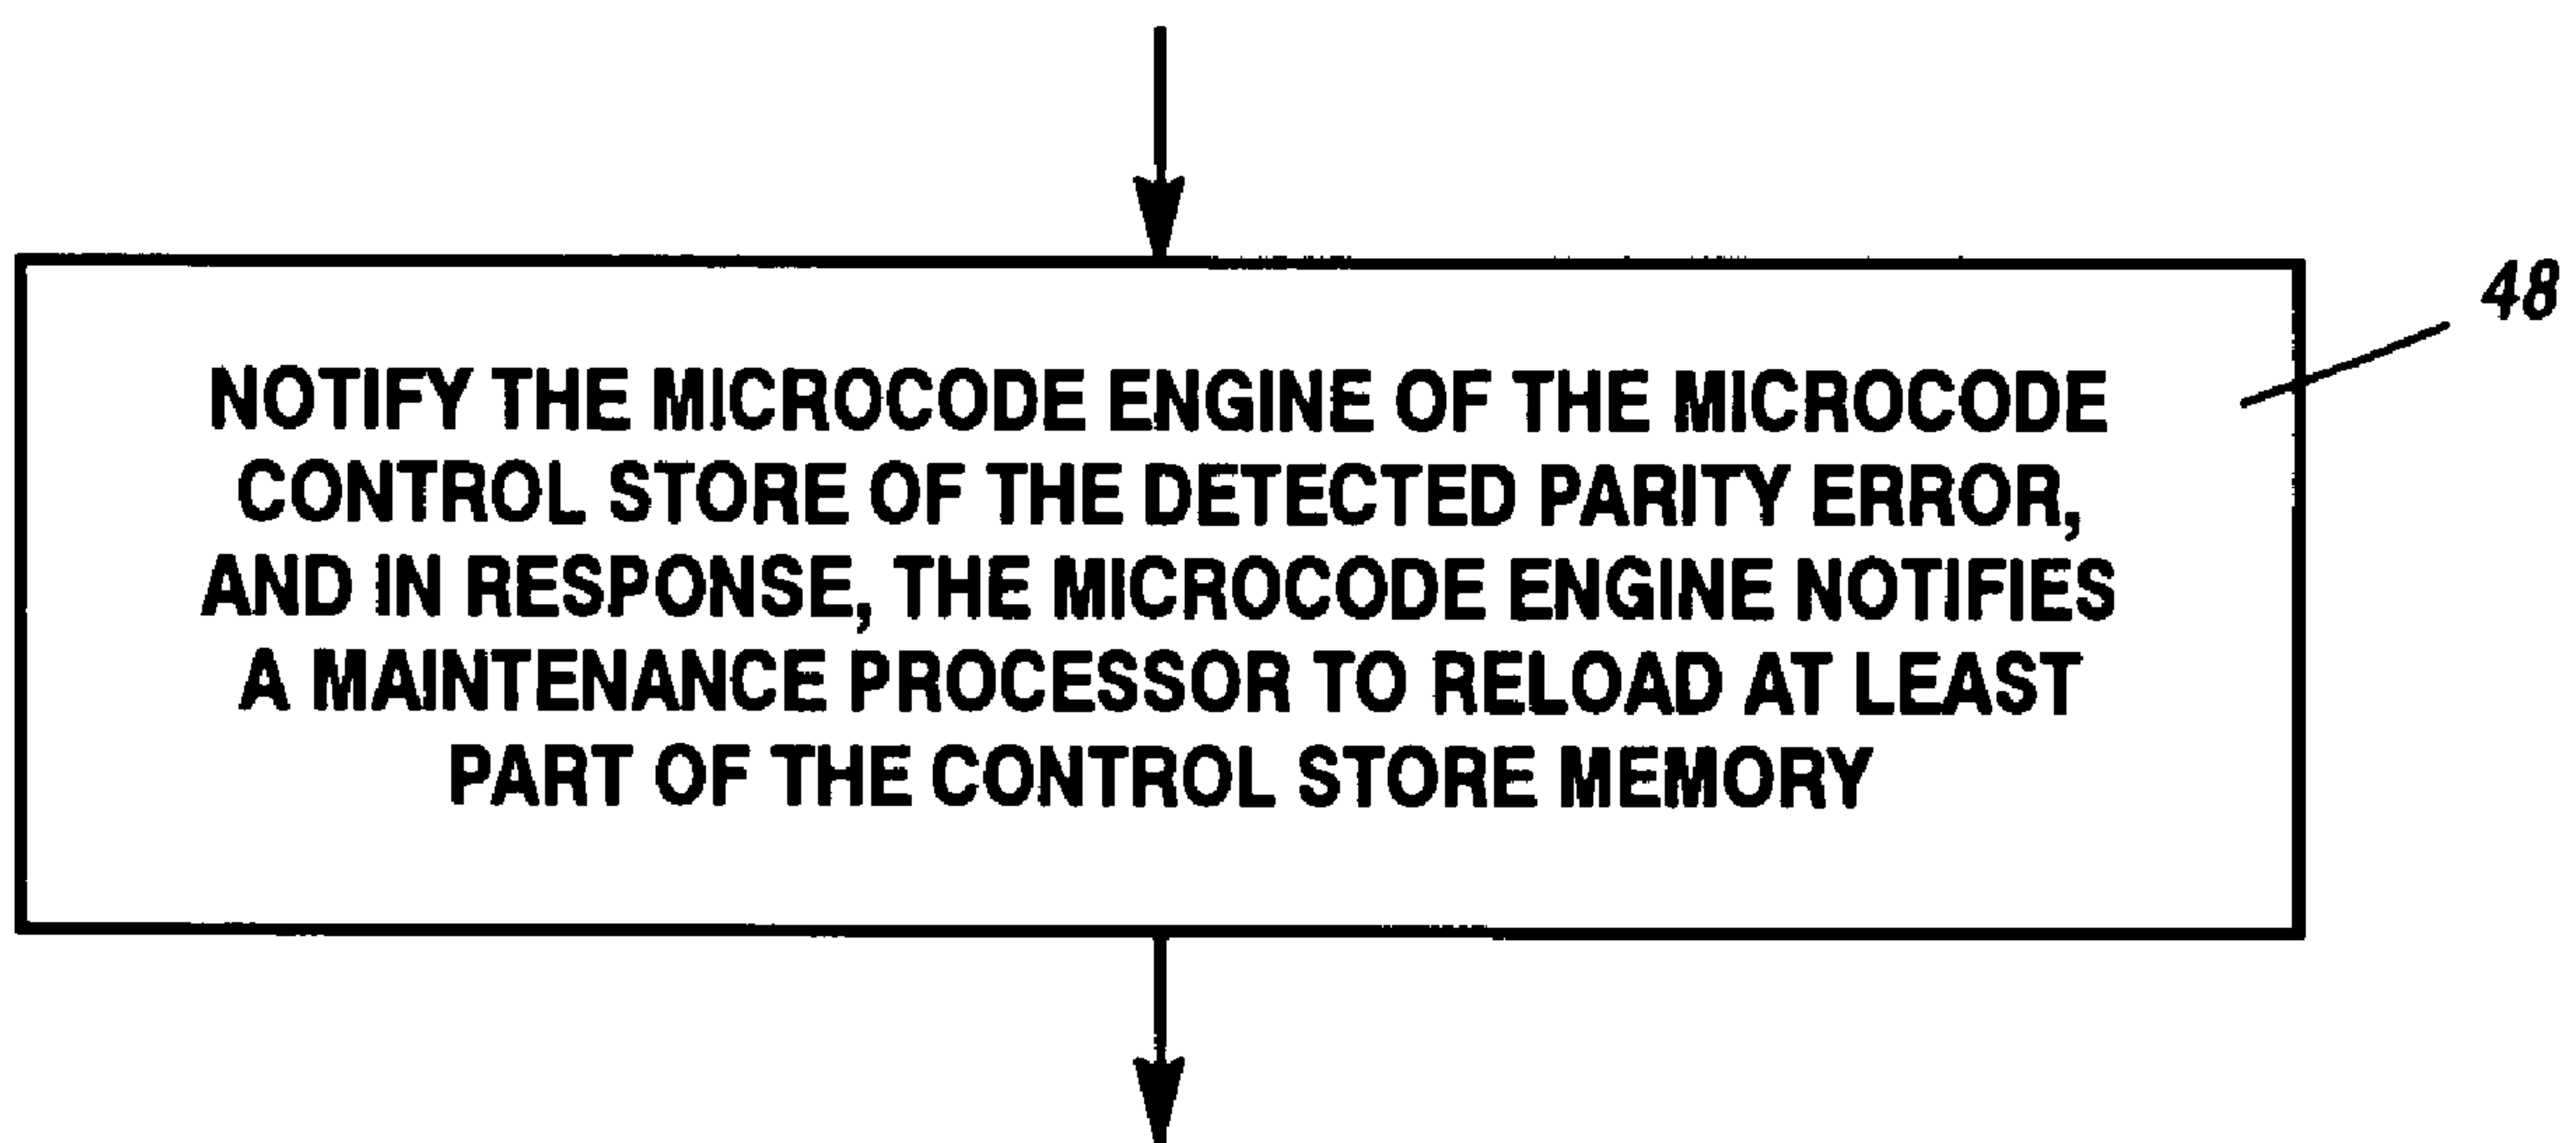 48
NOTIFY THE MICROCODE ENGINE OF THE MICROCODE
CONTROL STORE OF THE DETECTED PARITY ERROR,
AND IN RESPONSE, THE MICROCODE ENGINE NOTIFIES
A MAINTENANCE PROCESSOR TO RELOAD AT LEAST
PART OF THE CONTROL STORE MEMORY